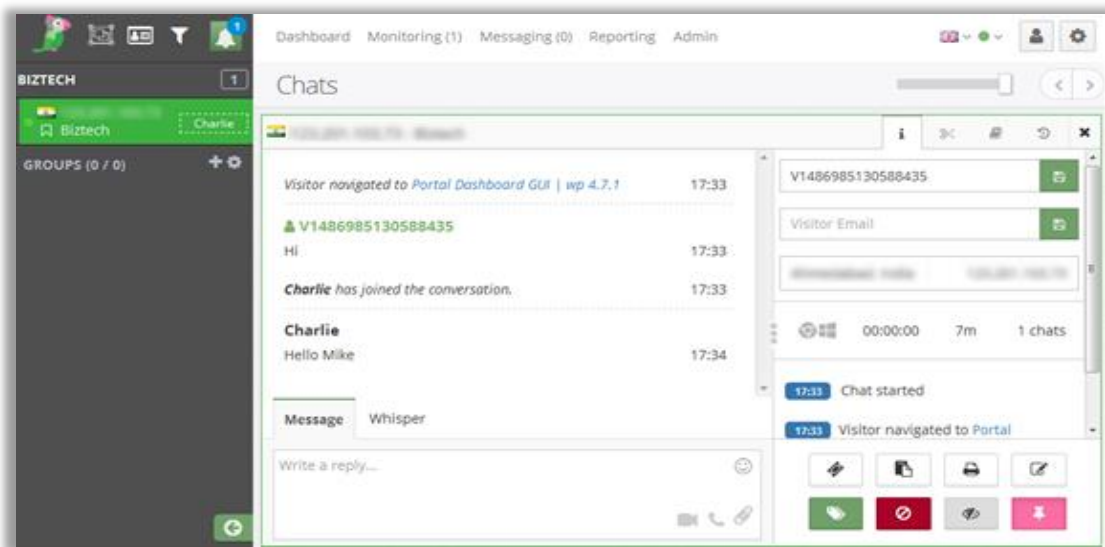 1
Dashboard Monitoring (1) Messaging (0) Reporting Admin
BIZTECH 1
Chats
Biztech Charlie
GROUPS (0 / 0)
Visitor navigated to Portal Dashboard GUI | wp 4.7.1 17:33
V1486985130588435
Hi 17:33
Charlie has joined the conversation. 17:33
Charlie
Hello Mike 17:34
Message Whisper
Write a reply...
i
V1486985130588435
Visitor Email
00:00:00 7m 1 chats
17:33 Chat started
17:33 Visitor navigated to Portal